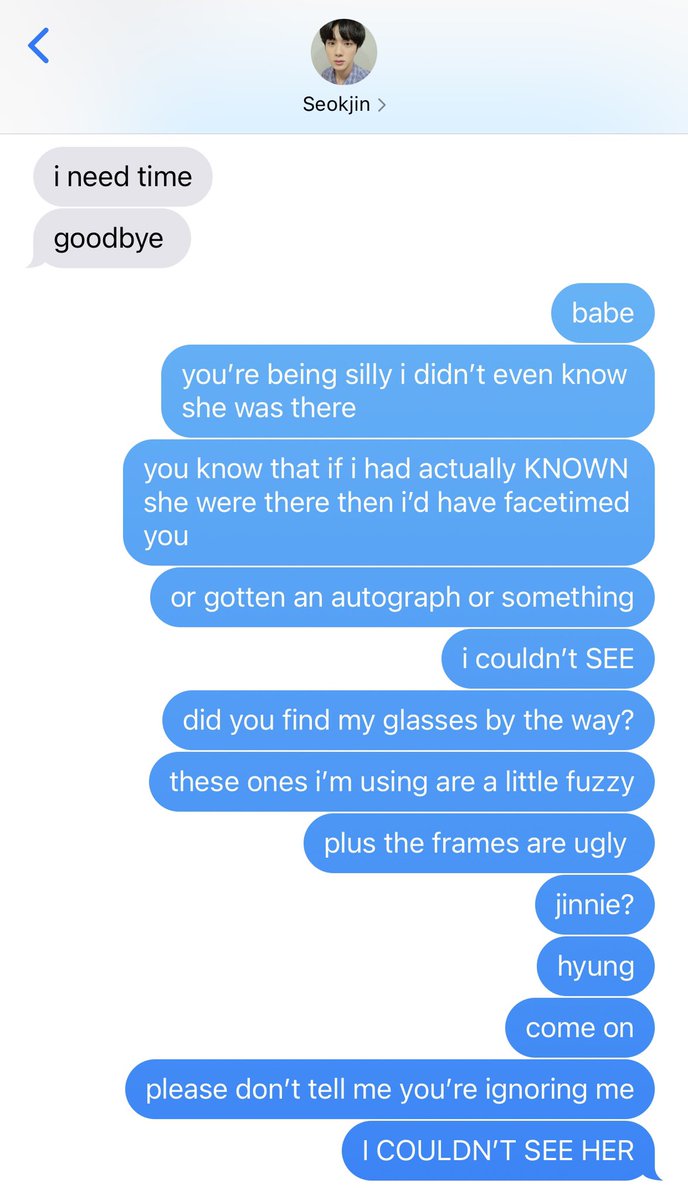 Seokjin
i need time
goodbye
babe
you’re being silly i didn’t even know
she was there
you know that if i had actually KNOWN
she were there then i’d have facetimed
you
or gotten an autograph or something
i couldn’t SEE
did you find my glasses by the way?
these ones i’m using are a little fuzzy
plus the frames are ugly
jinnie?
hyung
come on
please don’t tell me you’re ignoring me
I COULDN’T SEE HER